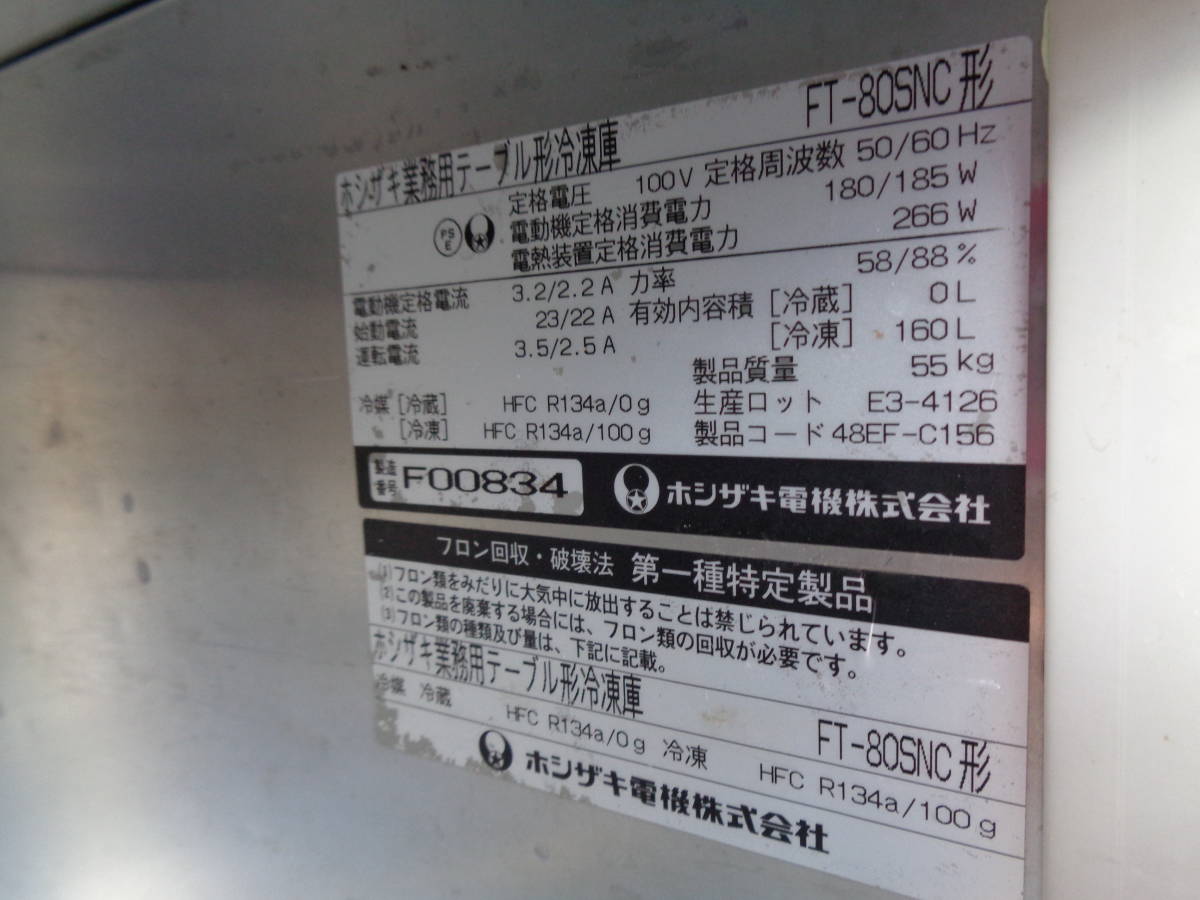 ホシザキ業務用テーブル形冷凍庫 FT-80SNC形
PS E 定格電圧 100V 定格周波数 50/60Hz
電動機定格消費電力 180/185W
電熱装置定格消費電力 266W
電動機定格電流 3.2/2.2A 力率 58/88%
始動電流 23/22A 有効内容積 [冷蔵] 0L
運転電流 3.5/2.5A [冷凍] 160L
製品質量 55kg
冷媒 [冷蔵] HFC R134a/0g 生産ロット E3-4126
[冷凍] HFC R134a/100g 製品コード 48EF-C156
製造番号 F00834 ホシザキ電機株式会社
フロン回収・破壊法 第一種特定製品
(1)フロン類をみだりに大気中に放出することは禁じられています。
(2)この製品を廃棄する場合には、フロン類の回収が必要です。
(3)フロン類の種類及び量は、下記に記載。
ホシザキ業務用テーブル形冷凍庫 FT-80SNC形
冷媒 冷蔵 HFC R134a/0g 冷凍 HFC R134a/100g
ホシザキ電機株式会社